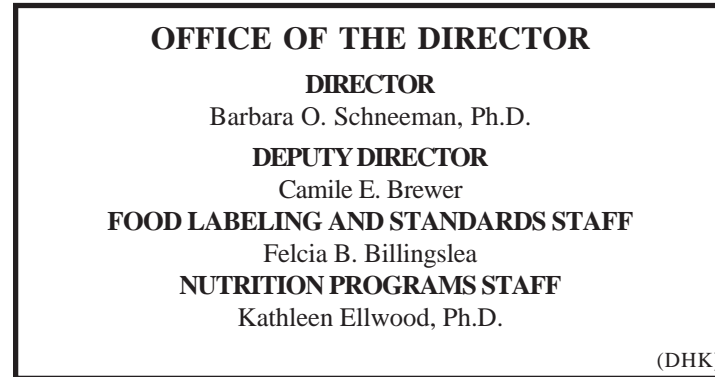 OFFICE OF THE DIRECTOR
DIRECTOR
Barbara O. Schneeman, Ph.D.
DEPUTY DIRECTOR
Camile E. Brewer
FOOD LABELING AND STANDARDS STAFF
Felcia B. Billingslea
NUTRITION PROGRAMS STAFF
Kathleen Ellwood, Ph.D.
(DHK)